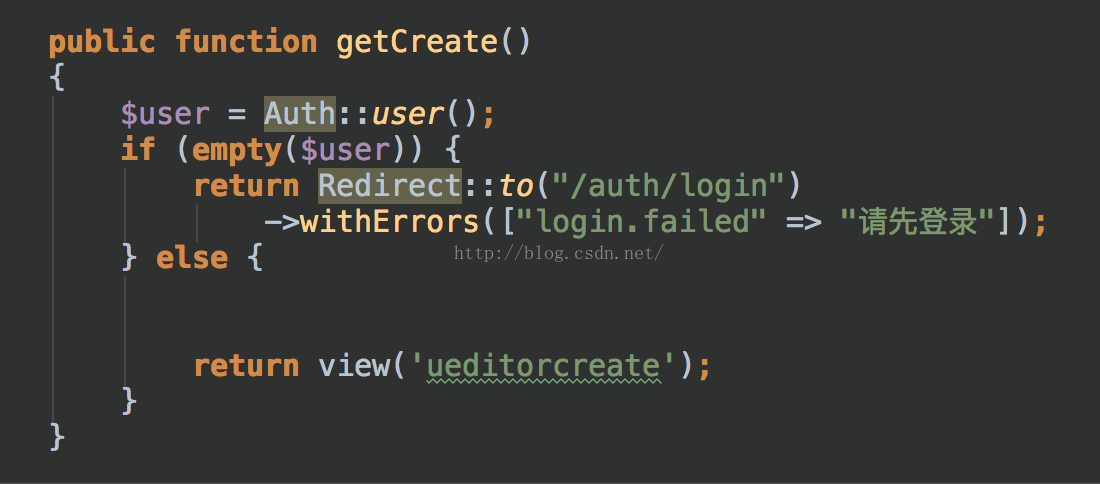 public function getCreate()
{
$user = Auth::user();
if (empty($user)) {
return Redirect::to("/auth/login")
->withErrors(["login.failed" => "请先登录"]);
} else {
http://blog.csdn.net/
return view('ueditorcreate');
}
}